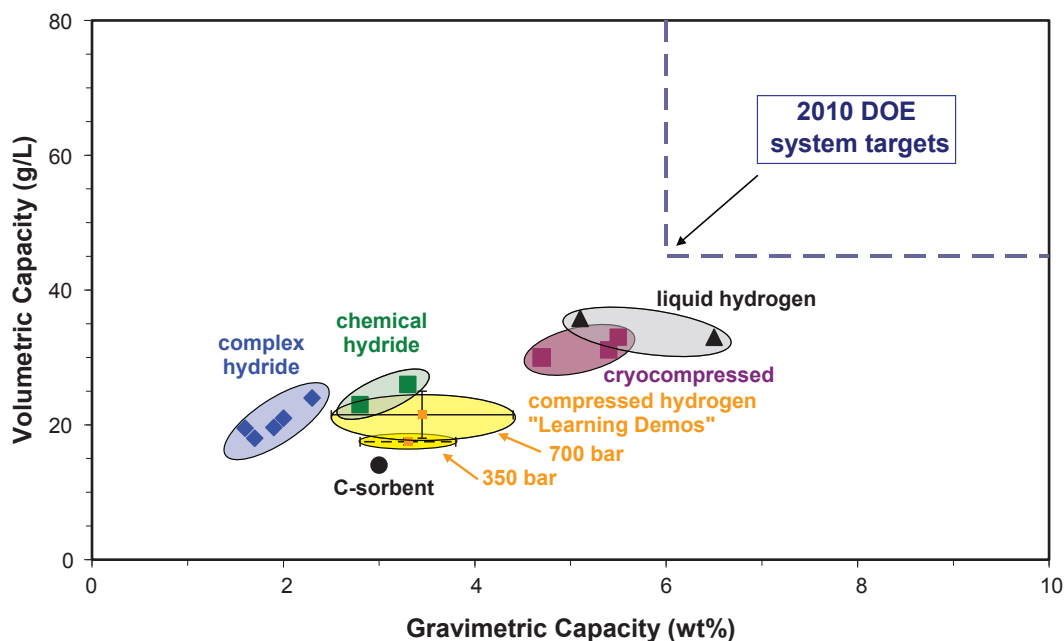 80
60
40
20
0
0
2
4
6
8
10
Volumetric Capacity (g/L)
Gravimetric Capacity (wt%)
2010 DOE
system targets
liquid hydrogen
chemical
hydride
complex
hydride
cryocompressed
compressed hydrogen
"Learning Demos"
700 bar
350 bar
C-sorbent